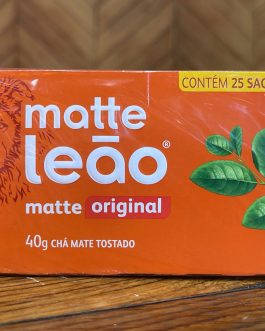 CONTÉM 25 SAC
matte
leão®
matte original
40g CHÁ MATE TOSTADO